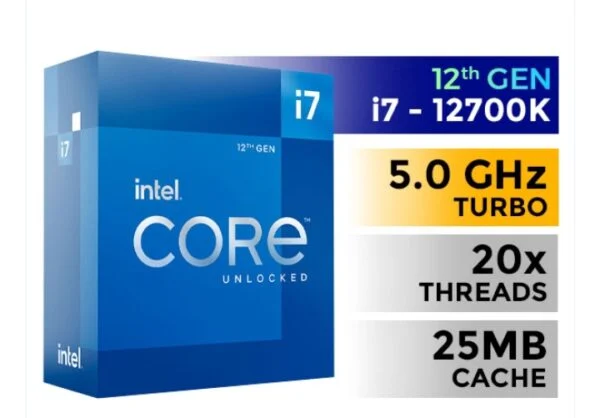 i7
12TH GEN
i7
intel
CORE™
UNLOCKED
intel
12th GEN
i7 - 12700K
5.0 GHz
TURBO
20x
THREADS
25MB
CACHE